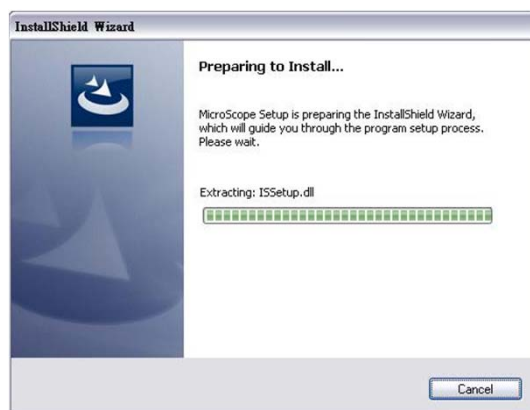 InstallShield Wizard
Preparing to Install...
MicroScope Setup is preparing the InstallShield Wizard,
which will guide you through the program setup process.
Please wait.
Extracting: ISSetup.dll
Cancel